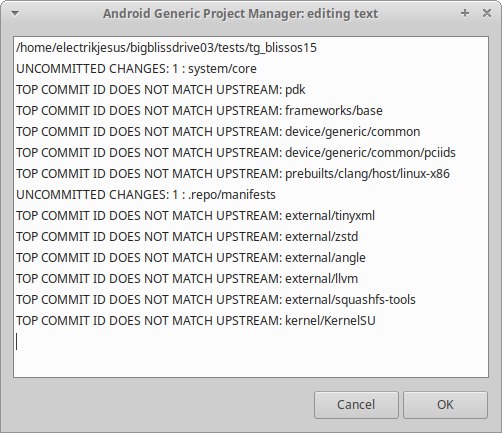 Android Generic Project Manager: editing text
/home/electrikjesus/bigblissdrive03/tests/tg_blissos15
UNCOMMITTED CHANGES: 1 : system/core
TOP COMMIT ID DOES NOT MATCH UPSTREAM: pdk
TOP COMMIT ID DOES NOT MATCH UPSTREAM: frameworks/base
TOP COMMIT ID DOES NOT MATCH UPSTREAM: device/generic/common
TOP COMMIT ID DOES NOT MATCH UPSTREAM: device/generic/common/pciids
TOP COMMIT ID DOES NOT MATCH UPSTREAM: prebuilts/clang/host/linux-x86
UNCOMMITTED CHANGES: 1 : .repo/manifests
TOP COMMIT ID DOES NOT MATCH UPSTREAM: external/tinyxml
TOP COMMIT ID DOES NOT MATCH UPSTREAM: external/zstd
TOP COMMIT ID DOES NOT MATCH UPSTREAM: external/angle
TOP COMMIT ID DOES NOT MATCH UPSTREAM: external/llvm
TOP COMMIT ID DOES NOT MATCH UPSTREAM: external/squashfs-tools
TOP COMMIT ID DOES NOT MATCH UPSTREAM: kernel/KernelSU
Cancel
OK